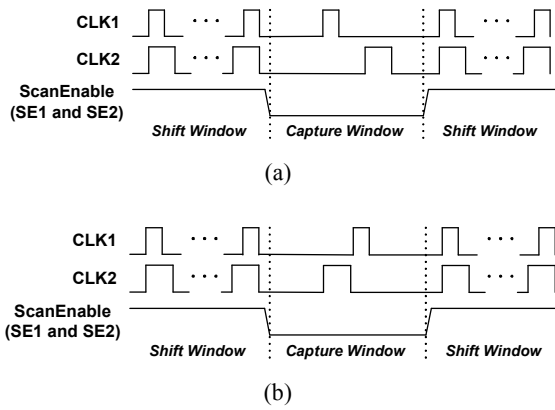 CLK1
CLK2
ScanEnable
(SE1 and SE2)
Shift Window Capture Window Shift Window
(a)
CLK1
CLK2
ScanEnable
(SE1 and SE2)
Shift Window Capture Window Shift Window
(b)